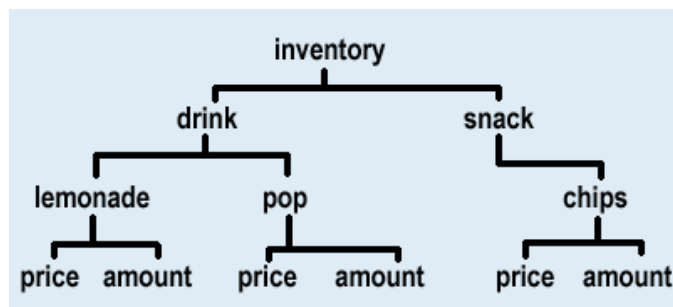 inventory
drink snack
lemonade pop chips
price amount price amount price amount